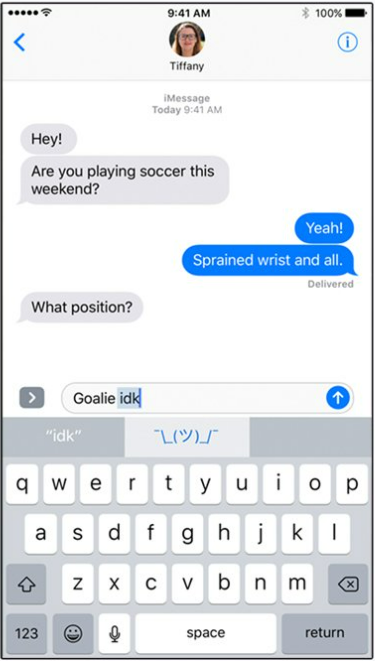 9:41 AM
100%
Tiffany
iMessage
Today 9:41 AM
Hey!
Are you playing soccer this
weekend?
Yeah!
Sprained wrist and all.
Delivered
What position?
Goalie idk
“idk”
¯\_(ツ)_/¯
q w e r t y u i o p
a s d f g h j k l
z x c v b n m
123 space return